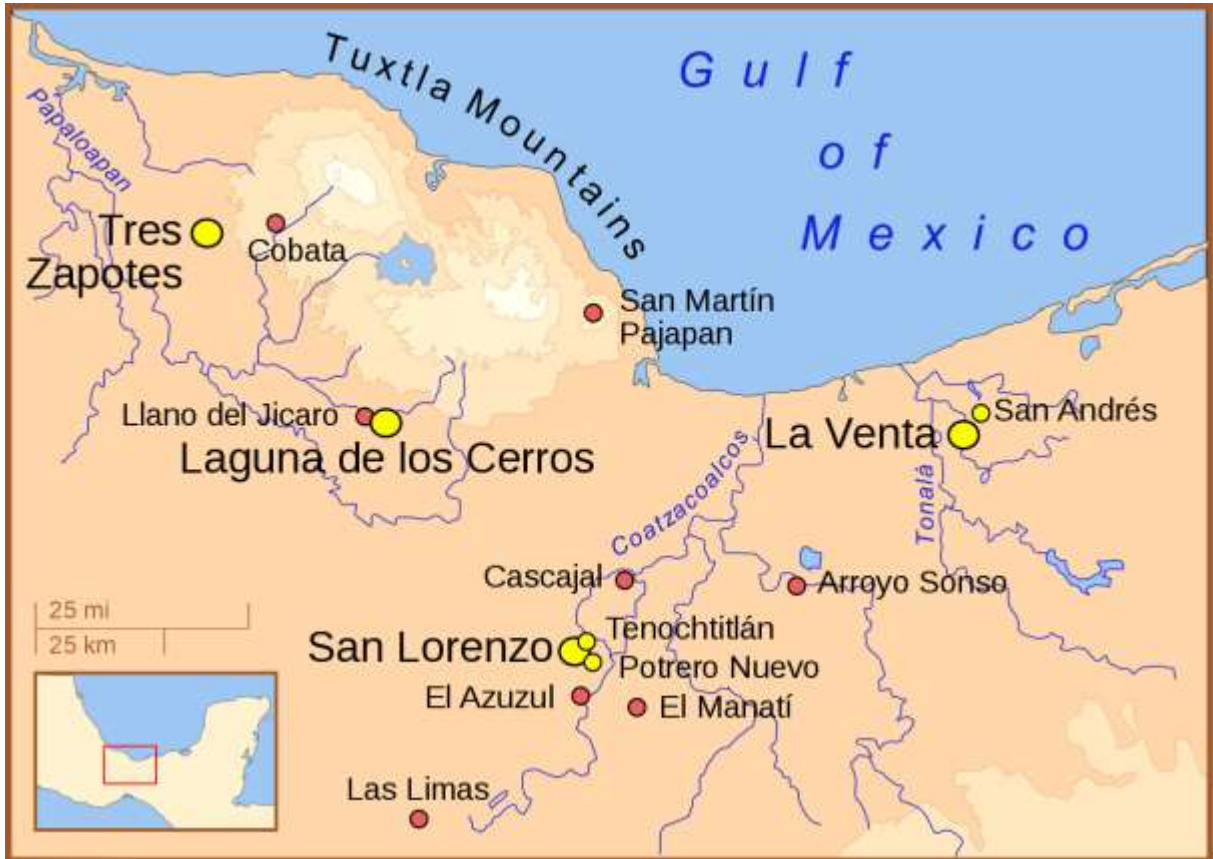 Gulf
of
Mexico
Tuxtla Mountains
Papaloapan
Tres
Zapotes
Cobata
San Martín
Pajapan
Llano del Jicaro
Laguna de los Cerros
San Andrés
La Venta
Tonalá
Coatzacoalcos
Cascajal
Arroyo Sonso
Tenochtitlán
San Lorenzo
Potrero Nuevo
El Azuzul
El Manatí
Las Limas
25 mi
25 km